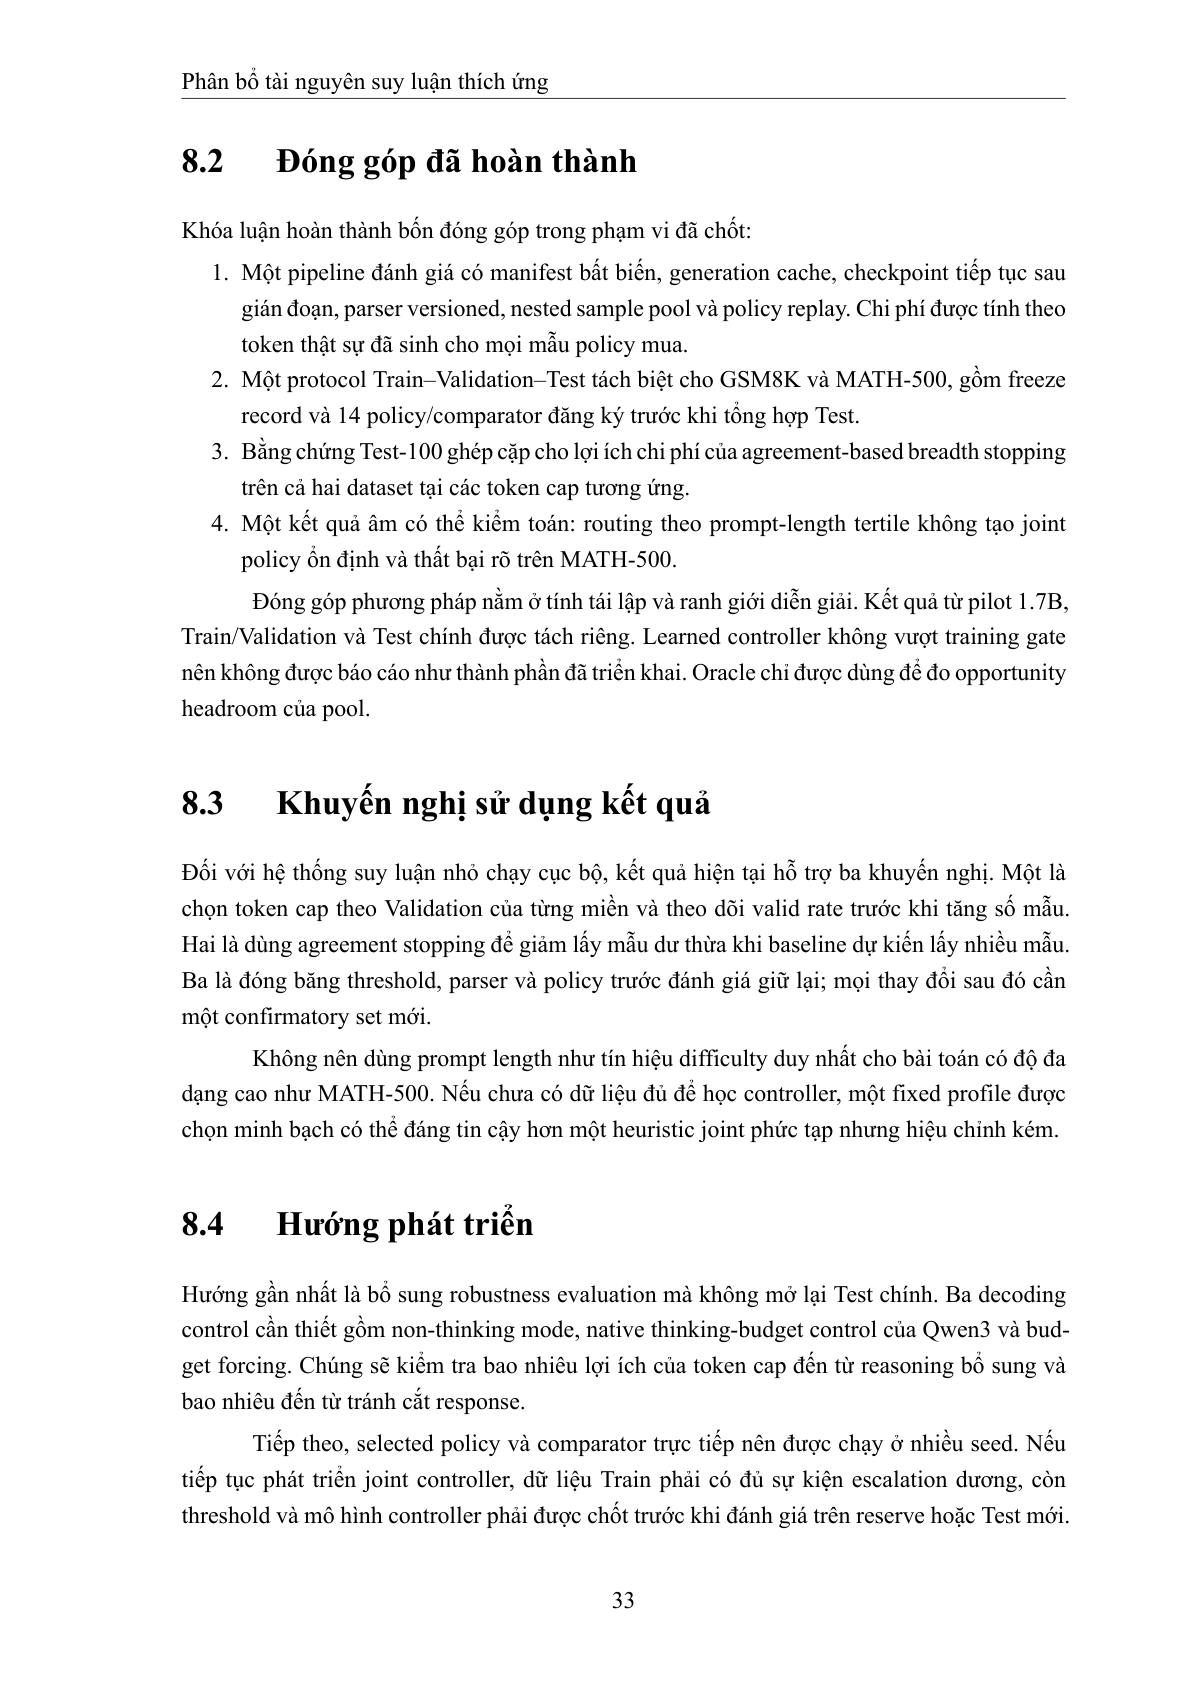 Phân bổ tài nguyên suy luận thích ứng
8.2 Đóng góp đã hoàn thành
Khóa luận hoàn thành bốn đóng góp trong phạm vi đã chốt:
1. Một pipeline đánh giá có manifest bất biến, generation cache, checkpoint tiếp tục sau
gián đoạn, parser versioned, nested sample pool và policy replay. Chi phí được tính theo
token thật sự đã sinh cho mọi mẫu policy mua.
2. Một protocol Train–Validation–Test tách biệt cho GSM8K và MATH-500, gồm freeze
record và 14 policy/comparator đăng ký trước khi tổng hợp Test.
3. Bằng chứng Test-100 ghép cặp cho lợi ích chi phí của agreement-based breadth stopping
trên cả hai dataset tại các token cap tương ứng.
4. Một kết quả âm có thể kiểm toán: routing theo prompt-length tertile không tạo joint
policy ổn định và thất bại rõ trên MATH-500.
Đóng góp phương pháp nằm ở tính tái lập và ranh giới diễn giải. Kết quả từ pilot 1.7B,
Train/Validation và Test chính được tách riêng. Learned controller không vượt training gate
nên không được báo cáo như thành phần đã triển khai. Oracle chỉ được dùng để đo opportunity
headroom của pool.
8.3 Khuyến nghị sử dụng kết quả
Đối với hệ thống suy luận nhỏ chạy cục bộ, kết quả hiện tại hỗ trợ ba khuyến nghị. Một là
chọn token cap theo Validation của từng miền và theo dõi valid rate trước khi tăng số mẫu.
Hai là dùng agreement stopping để giảm lấy mẫu dư thừa khi baseline dự kiến lấy nhiều mẫu.
Ba là đóng băng threshold, parser và policy trước đánh giá giữ lại; mọi thay đổi sau đó cần
một confirmatory set mới.
Không nên dùng prompt length như tín hiệu difficulty duy nhất cho bài toán có độ đa
dạng cao như MATH-500. Nếu chưa có dữ liệu đủ để học controller, một fixed profile được
chọn minh bạch có thể đáng tin cậy hơn một heuristic joint phức tạp nhưng hiệu chỉnh kém.
8.4 Hướng phát triển
Hướng gần nhất là bổ sung robustness evaluation mà không mở lại Test chính. Ba decoding
control cần thiết gồm non-thinking mode, native thinking-budget control của Qwen3 và bud-
get forcing. Chúng sẽ kiểm tra bao nhiêu lợi ích của token cap đến từ reasoning bổ sung và
bao nhiêu đến từ tránh cắt response.
Tiếp theo, selected policy và comparator trực tiếp nên được chạy ở nhiều seed. Nếu
tiếp tục phát triển joint controller, dữ liệu Train phải có đủ sự kiện escalation dương, còn
threshold và mô hình controller phải được chốt trước khi đánh giá trên reserve hoặc Test mới.
33